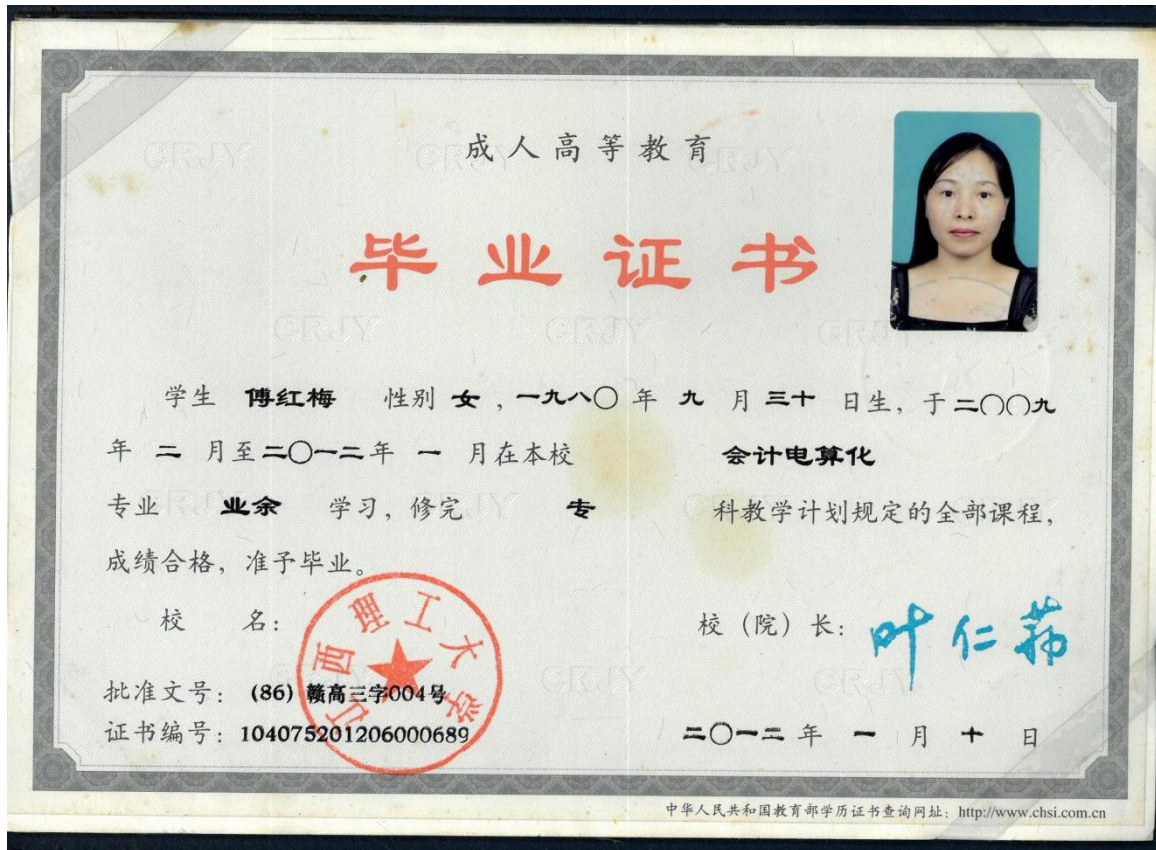 成人高等教育
毕业证书
学生 傅红梅 性别 女，一九八〇年 九 月 三十 日生，于二〇〇九
年 二 月至二〇一二年 一 月在本校 会计电算化
专业 业余 学习，修完 专 科教学计划规定的全部课程，
成绩合格，准予毕业。
校 名：
江西理工大学
校（院）长：叶仁荪
批准文号：(86) 赣高三字004号
证书编号：104075201206000689
二〇一二年 一 月 十 日
中华人民共和国教育部学历证书查询网址：http://www.chsi.com.cn